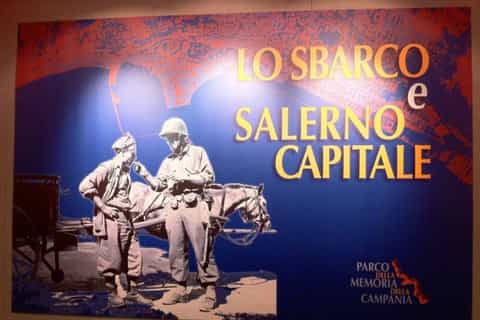 LO SBARCO
e
SALERNO
CAPITALE
PARCO
DELLA
MEMORIA
DELLA
CAMPANIA